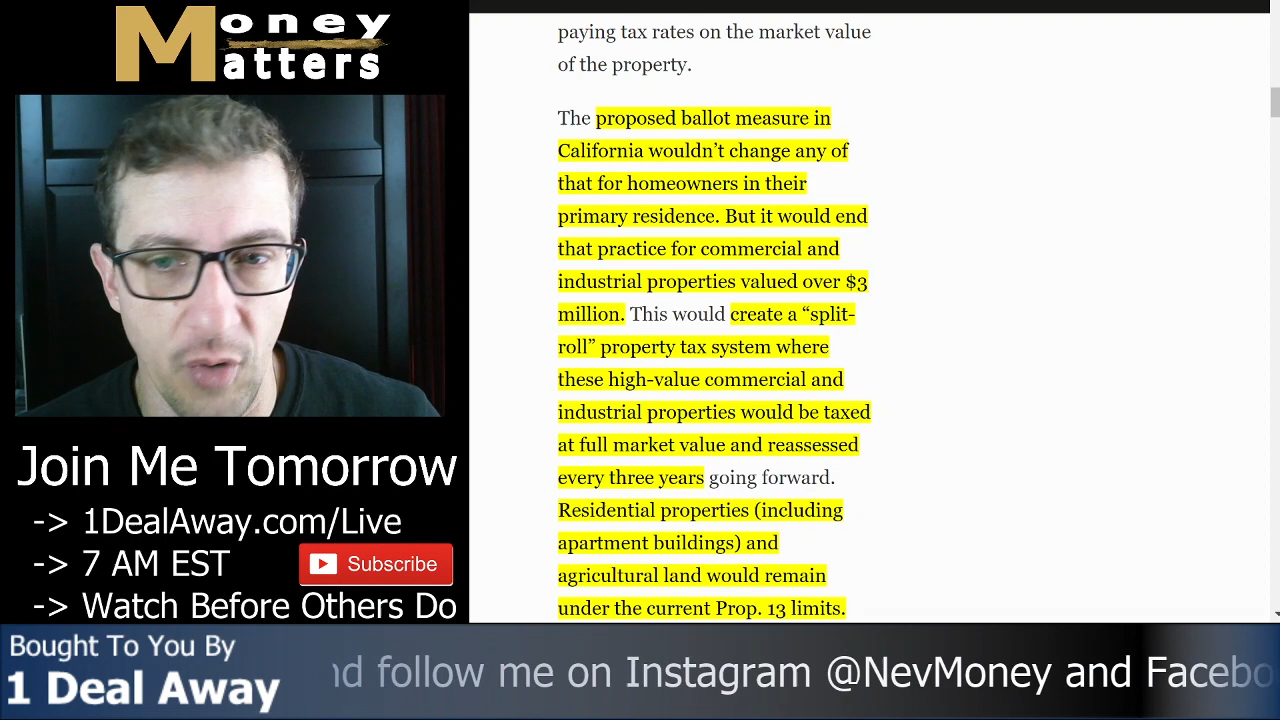 Money
Matters
Join Me Tomorrow
-> 1DealAway.com/Live
-> 7 AM EST
Subscribe
-> Watch Before Others Do
paying tax rates on the market value
of the property.
The proposed ballot measure in
California wouldn’t change any of
that for homeowners in their
primary residence. But it would end
that practice for commercial and
industrial properties valued over $3
million. This would create a “split-
roll” property tax system where
these high-value commercial and
industrial properties would be taxed
at full market value and reassessed
every three years going forward.
Residential properties (including
apartment buildings) and
agricultural land would remain
under the current Prop. 13 limits.
Bought To You By
1 Deal Away
follow me on Instagram @NevMoney and Facebo